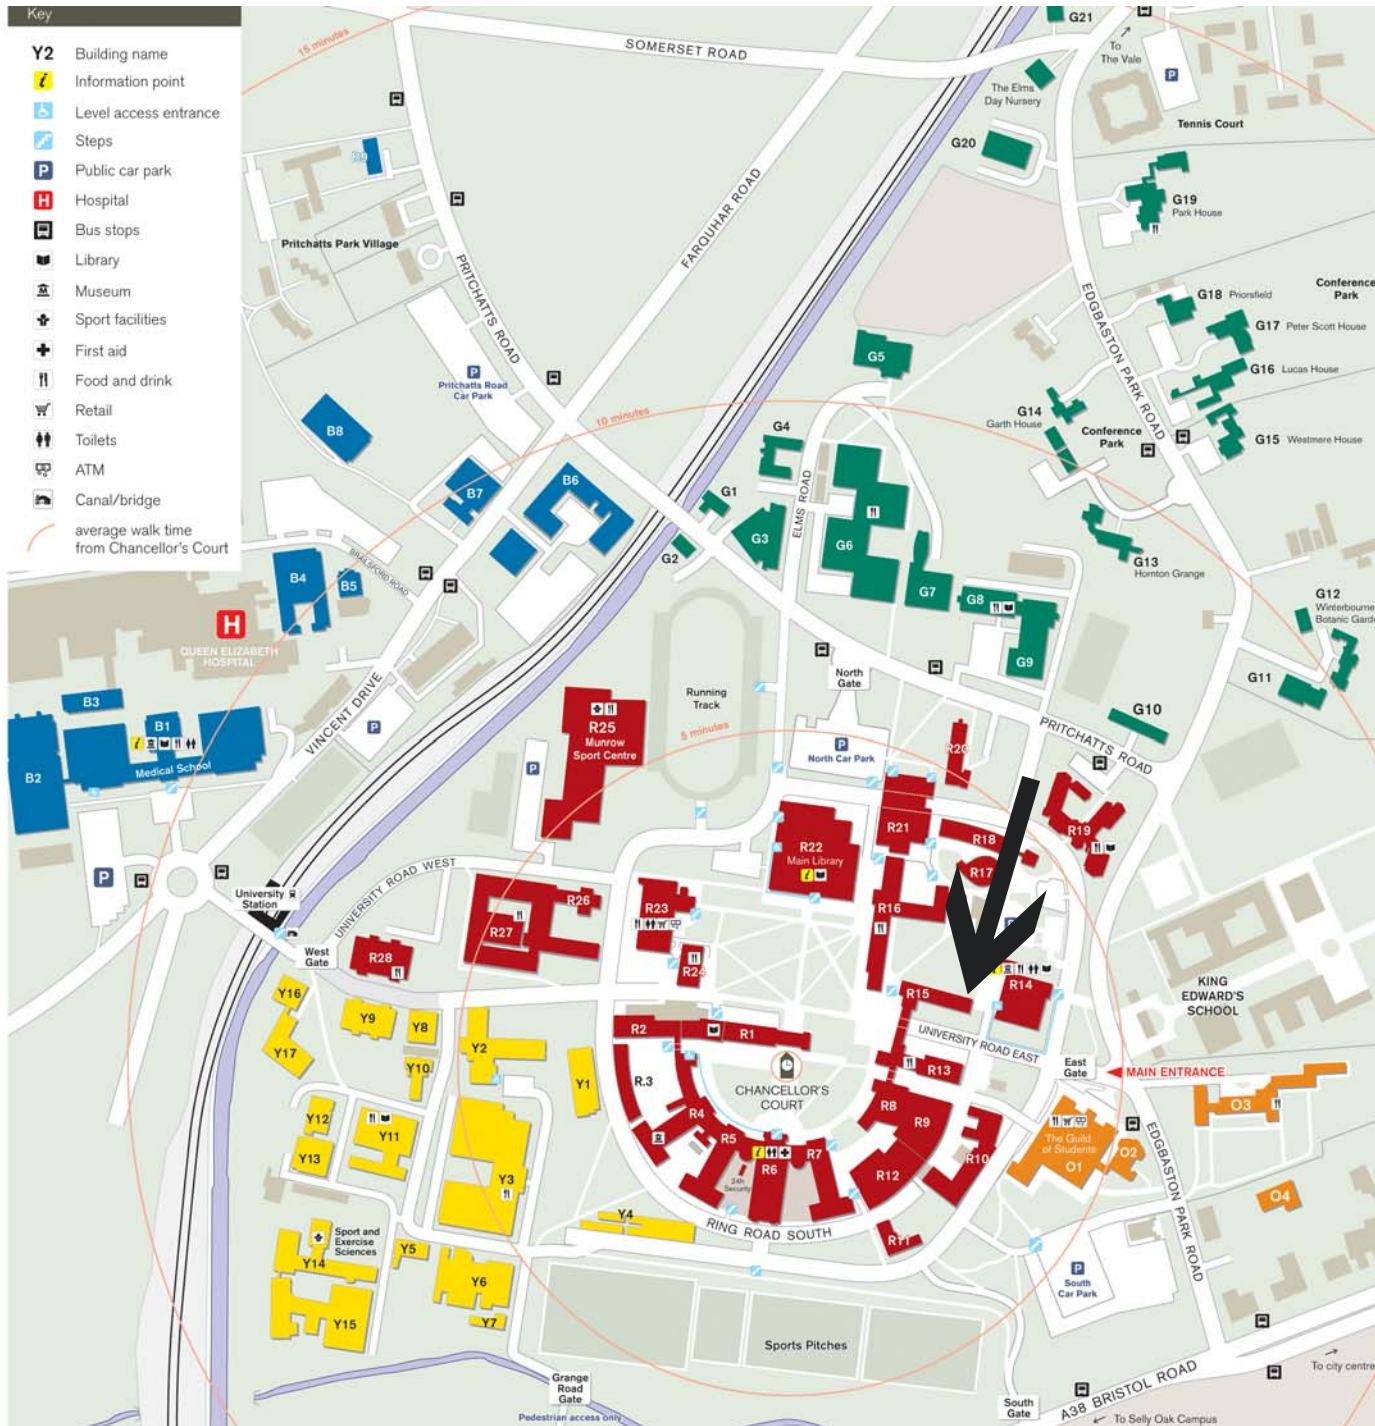 Key
Y2 Building name
i Information point
Level access entrance
Steps
P Public car park
H Hospital
Bus stops
Library
M Museum
Sport facilities
First aid
Food and drink
Retail
Toilets
ATM
Canal/bridge
average walk time
from Chancellor's Court
15 minutes
SOMERSET ROAD
G21
To
The Vale
P
The Elms
Day Nursery
Tennis Court
G20
B9
G19
Park House
FARQUHAR ROAD
Pritchatts Park Village
PRITCHATTS ROAD
EDGBASTON PARK ROAD
Conference
Park
G18 Priorsfield
G17 Peter Scott House
G16 Lucas House
G15 Westmere House
G5
P
Pritchatts Road
Car Park
10 minutes
G14
Garth House
Conference
Park
B8
G4
B7
B6
G1
ELMS ROAD
G3
G6
G2
G13
Hornton Grange
BRAILSFORD ROAD
B4
B5
G7
G8
G12
Winterbourne
Botanic Garde
H
QUEEN ELIZABETH
HOSPITAL
G9
North
Gate
G11
B3
Running
Track
VINCENT DRIVE
P
B1
i
Medical School
B2
R25
Munrow
Sport Centre
5 minutes
G10
PRITCHATTS ROAD
P
North Car Park
R20
P
R21
R18
R19
R22
Main Library
i
R17
P
UNIVERSITY ROAD WEST
University
Station
R26
R23
R16
P
R27
West
Gate
R28
R24
R14
KING
EDWARD'S
SCHOOL
Y16
R15
Y9
Y8
R2
R1
UNIVERSITY ROAD EAST
Y17
Y2
Y10
CHANCELLOR'S
COURT
R13
East
Gate
MAIN ENTRANCE
Y1
R.3
R8
R9
O3
Y12
R4
Y11
R5
i
R7
The Guild
of Students
O1
O2
Y13
Y3
R6
R12
R10
24h
Security
O4
Y4
RING ROAD SOUTH
EDGBASTON PARK ROAD
Sport and
Exercise
Sciences
Y5
R11
Y14
Y6
P
South
Car Park
Y15
Y7
Sports Pitches
To city centre
Grange
Road
Gate
Pedestrian access only
South
Gate
A38 BRISTOL ROAD
To Selly Oak Campus